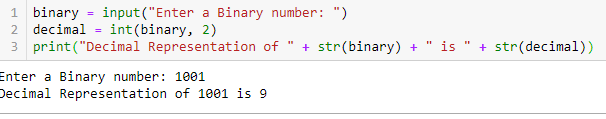 1 binary = input("Enter a Binary number: ")
2 decimal = int(binary, 2)
3 print("Decimal Representation of " + str(binary) + " is " + str(decimal))
Enter a Binary number: 1001
Decimal Representation of 1001 is 9